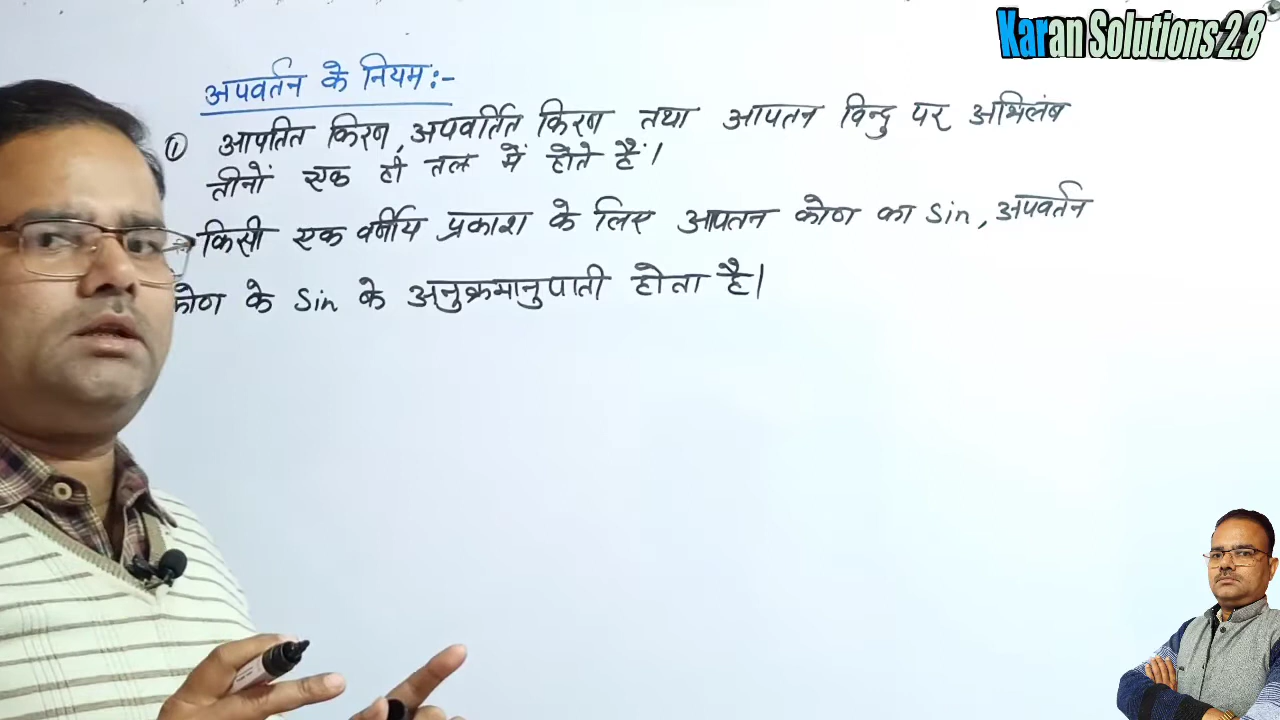 Karan Solutions 2.8
अपवर्तन के नियम:-
① आपतित किरण, अपवर्तित किरण तथा आपतन विन्दु पर अभिलंब
तीनों एक ही तल में होते हैं।
किसी एक वर्णीय प्रकाश के लिए आपतन कोण का Sin, अपवर्तन
कोण के Sin के अनुक्रमानुपाती होता है।